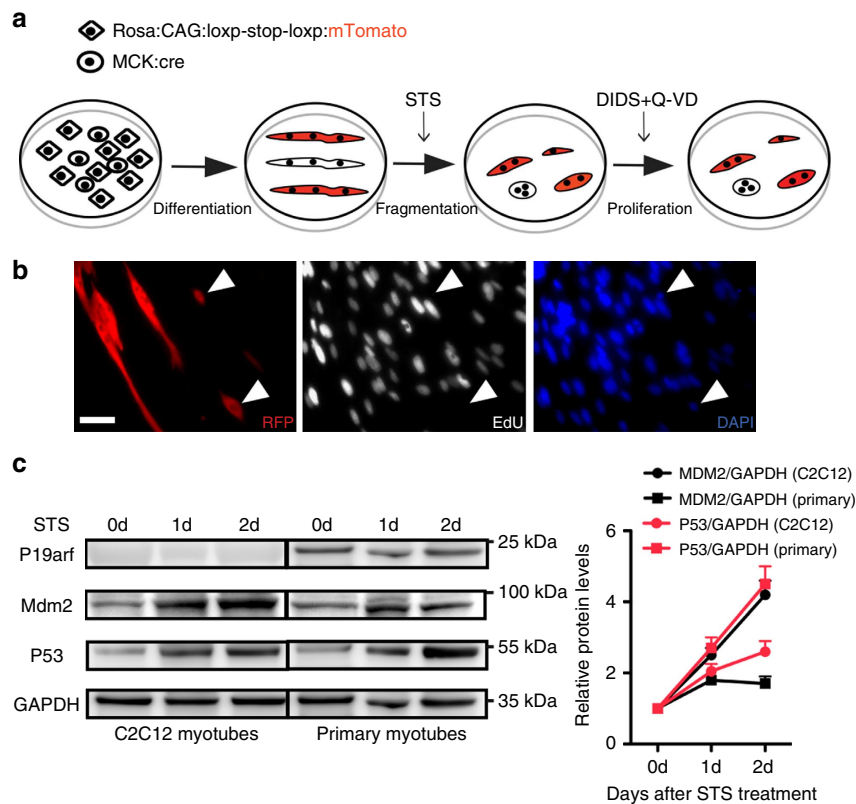 a
Rosa:CAG:loxp-stop-loxp:mTomato
MCK:cre
STS
DIDS+Q-VD
Differentiation
Fragmentation
Proliferation
b
RFP
EdU
DAPI
c
STS
0d 1d 2d 0d 1d 2d
P19arf
25 kDa
Mdm2
100 kDa
P53
55 kDa
GAPDH
35 kDa
C2C12 myotubes
Primary myotubes
MDM2/GAPDH (C2C12)
MDM2/GAPDH (primary)
P53/GAPDH (C2C12)
P53/GAPDH (primary)
Relative protein levels
6
4
2
0
0d 1d 2d
Days after STS treatment